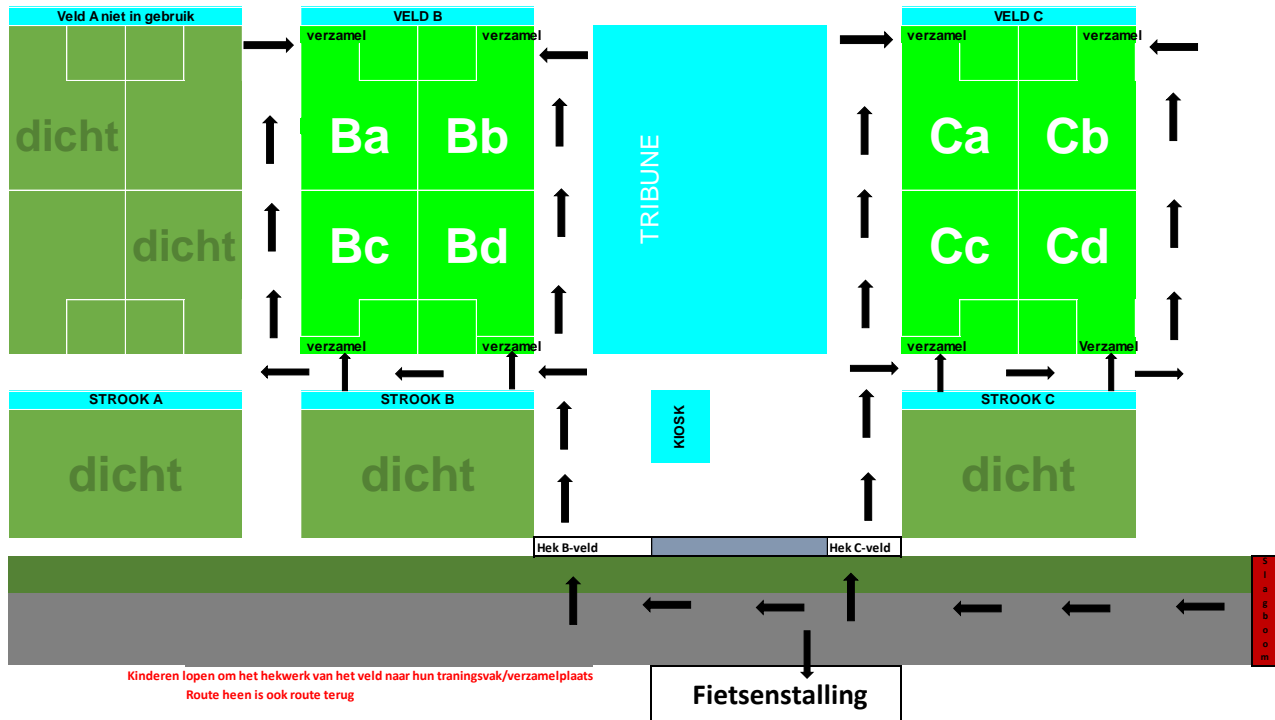 Veld A niet in gebruik
VELD B
VELD C
verzamel
verzamel
verzamel
verzamel
dicht
Ba
Bb
TRIBUNE
Ca
Cb
dicht
Bc
Bd
Cc
Cd
verzamel
verzamel
verzamel
Verzamel
STROOK A
STROOK B
KIOSK
STROOK C
dicht
dicht
dicht
Hek B-veld
Hek C-veld
Slagboom
Kinderen lopen om het hekwerk van het veld naar hun traningsvak/verzamelplaats
Route heen is ook route terug
Fietsenstalling